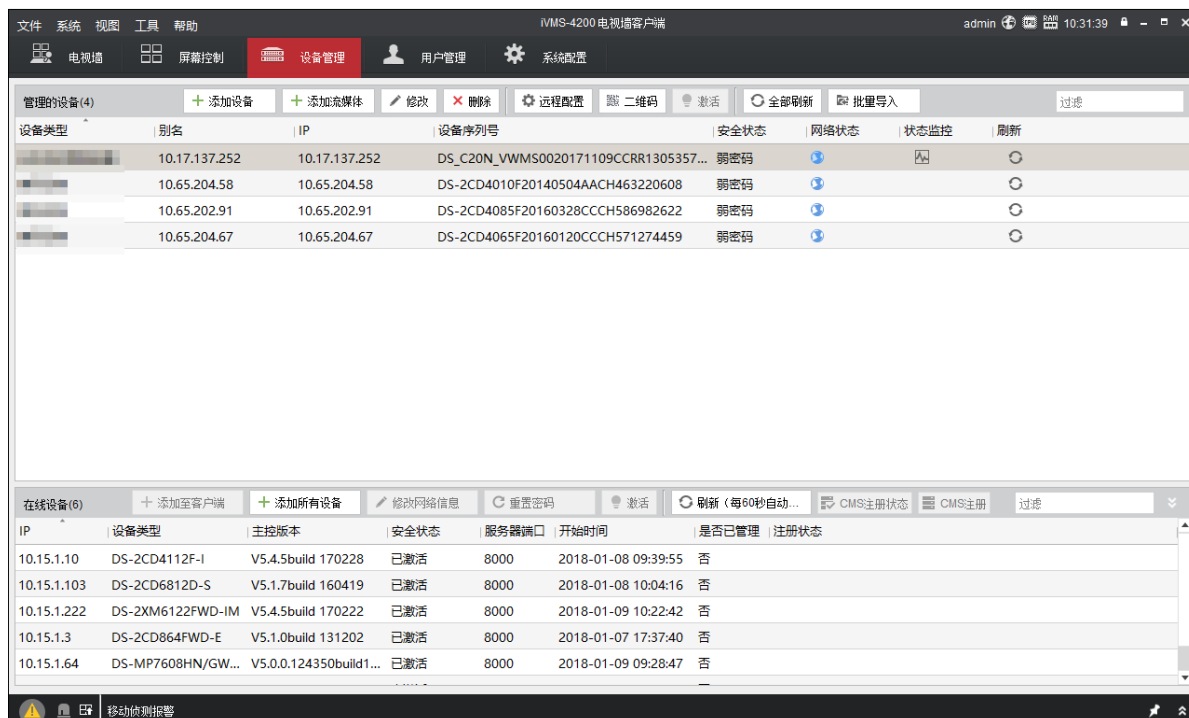 文件 系统 视图 工具 帮助 iVMS-4200电视墙客户端 admin CPU RAM 10:31:39
电视墙 屏幕控制 设备管理 用户管理 系统配置
管理的设备(4) 添加设备 添加流媒体 修改 删除 远程配置 二维码 激活 全部刷新 批量导入 过滤
设备类型 别名 IP 设备序列号 安全状态 网络状态 状态监控 刷新
10.17.137.252 10.17.137.252 DS_C20N_VWMS0020171109CCRR1305357... 弱密码
10.65.204.58 10.65.204.58 DS-2CD4010F20140504AACH463220608 弱密码
10.65.202.91 10.65.202.91 DS-2CD4085F20160328CCCH586982622 弱密码
10.65.204.67 10.65.204.67 DS-2CD4065F20160120CCCH571274459 弱密码
在线设备(6) 添加至客户端 添加所有设备 修改网络信息 重置密码 激活 刷新（每60秒自动... CMS注册状态 CMS注册 过滤
IP 设备类型 主控版本 安全状态 服务器端口 开始时间 是否已管理 注册状态
10.15.1.10 DS-2CD4112F-I V5.4.5build 170228 已激活 8000 2018-01-08 09:39:55 否
10.15.1.103 DS-2CD6812D-S V5.1.7build 160419 已激活 8000 2018-01-08 10:04:16 否
10.15.1.222 DS-2XM6122FWD-IM V5.4.5build 170222 已激活 8000 2018-01-09 10:22:42 否
10.15.1.3 DS-2CD864FWD-E V5.1.0build 131202 已激活 8000 2018-01-07 17:37:40 否
10.15.1.64 DS-MP7608HN/GW... V5.0.0.124350build1... 已激活 8000 2018-01-09 09:28:47 否
移动侦测报警